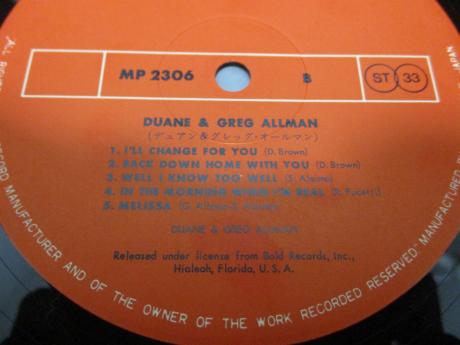 MP 2306
B
ST 33
DUANE & GREG ALLMAN
(デュアン&グレッグ・オールマン)
1. I'LL CHANGE FOR YOU (D. Brown)
2. BACK DOWN HOME WITH YOU (D. Brown)
3. WELL I KNOW TOO WELL (S. Alaimo)
4. IN THE MORNING WHEN I'M REAL
5. MELISSA
DUANE & GREG ALLMAN
Released under license from Bold Records, Inc.,
Hialeah, Florida, U. S. A.
RECORD MANUFACTURER AND OF THE OWNER OF THE WORK RECORDED RESERVED
MANUFACTURER
JAPAN
ALL